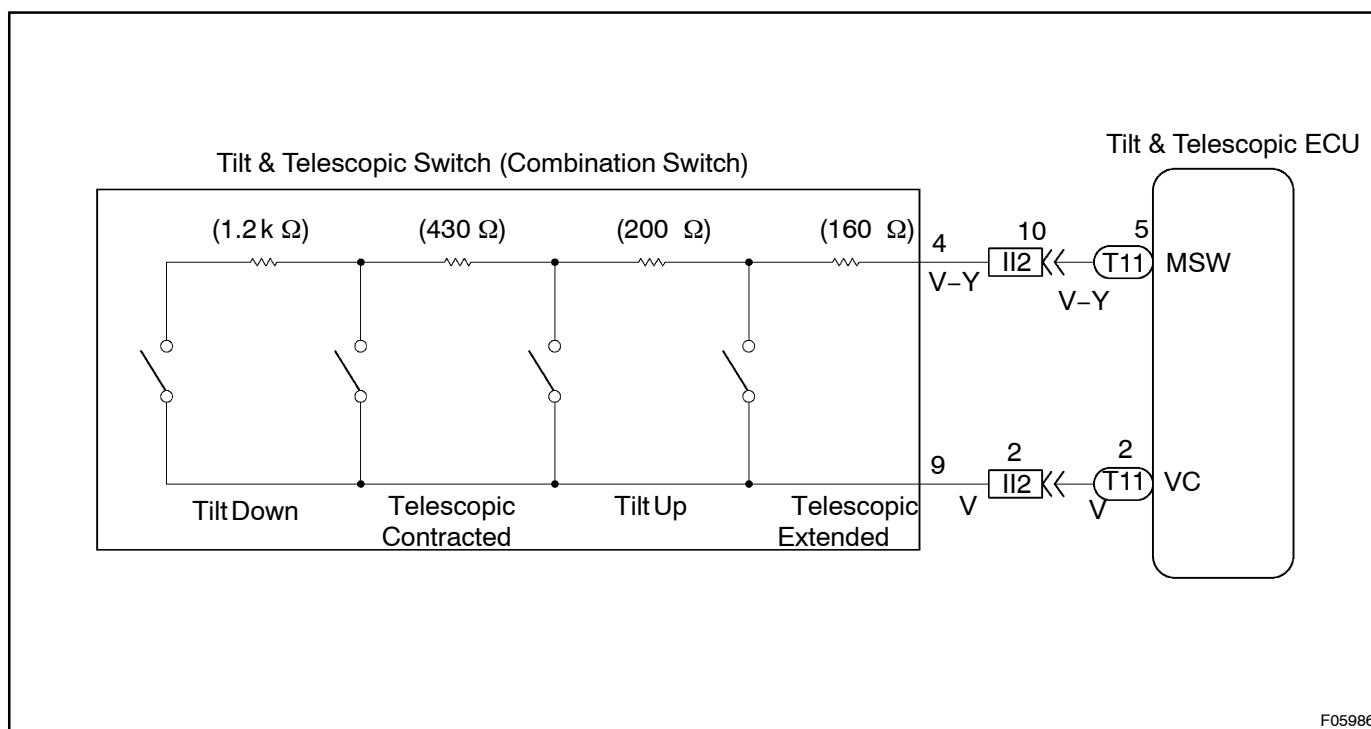 Tilt & Telescopic ECU
Tilt & Telescopic Switch (Combination Switch)
(1.2 k Ω)
(430 Ω)
(200 Ω)
(160 Ω)
4
V–Y
10
II2
V–Y
5
T11
MSW
9
V
2
II2
V
2
T11
VC
Tilt Down
Telescopic
Contracted
Tilt Up
Telescopic
Extended
F05986